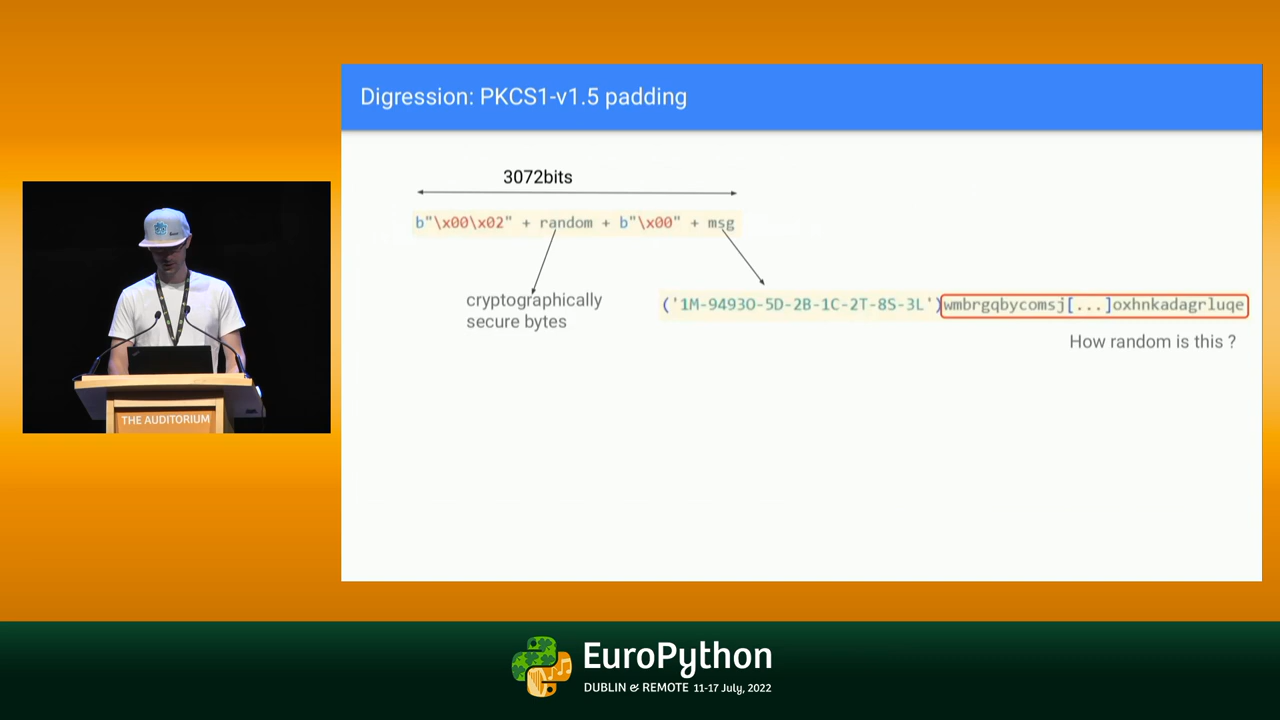 Digression: PKCS1-v1.5 padding
3072bits
b"\x00\x02" + random + b"\x00" + msg
cryptographically
secure bytes
('1M-9493O-5D-2B-1C-2T-8S-3L')wmbrgqbycomsj[...]oxhnkadagrluqe
How random is this ?
THE AUDITORIUM
EuroPython
DUBLIN & REMOTE 11-17 July, 2022